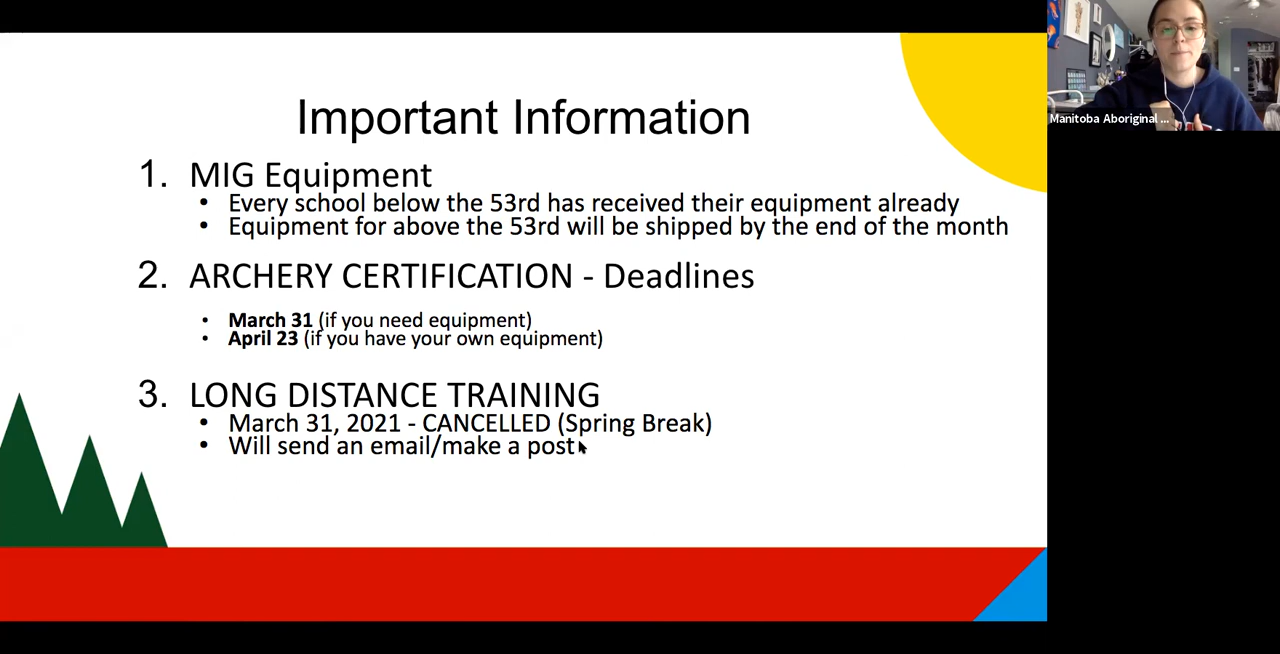 Important Information
1. MIG Equipment
• Every school below the 53rd has received their equipment already
• Equipment for above the 53rd will be shipped by the end of the month
2. ARCHERY CERTIFICATION - Deadlines
• March 31 (if you need equipment)
• April 23 (if you have your own equipment)
3. LONG DISTANCE TRAINING
• March 31, 2021 - CANCELLED (Spring Break)
• Will send an email/make a post
Manitoba Aboriginal ...